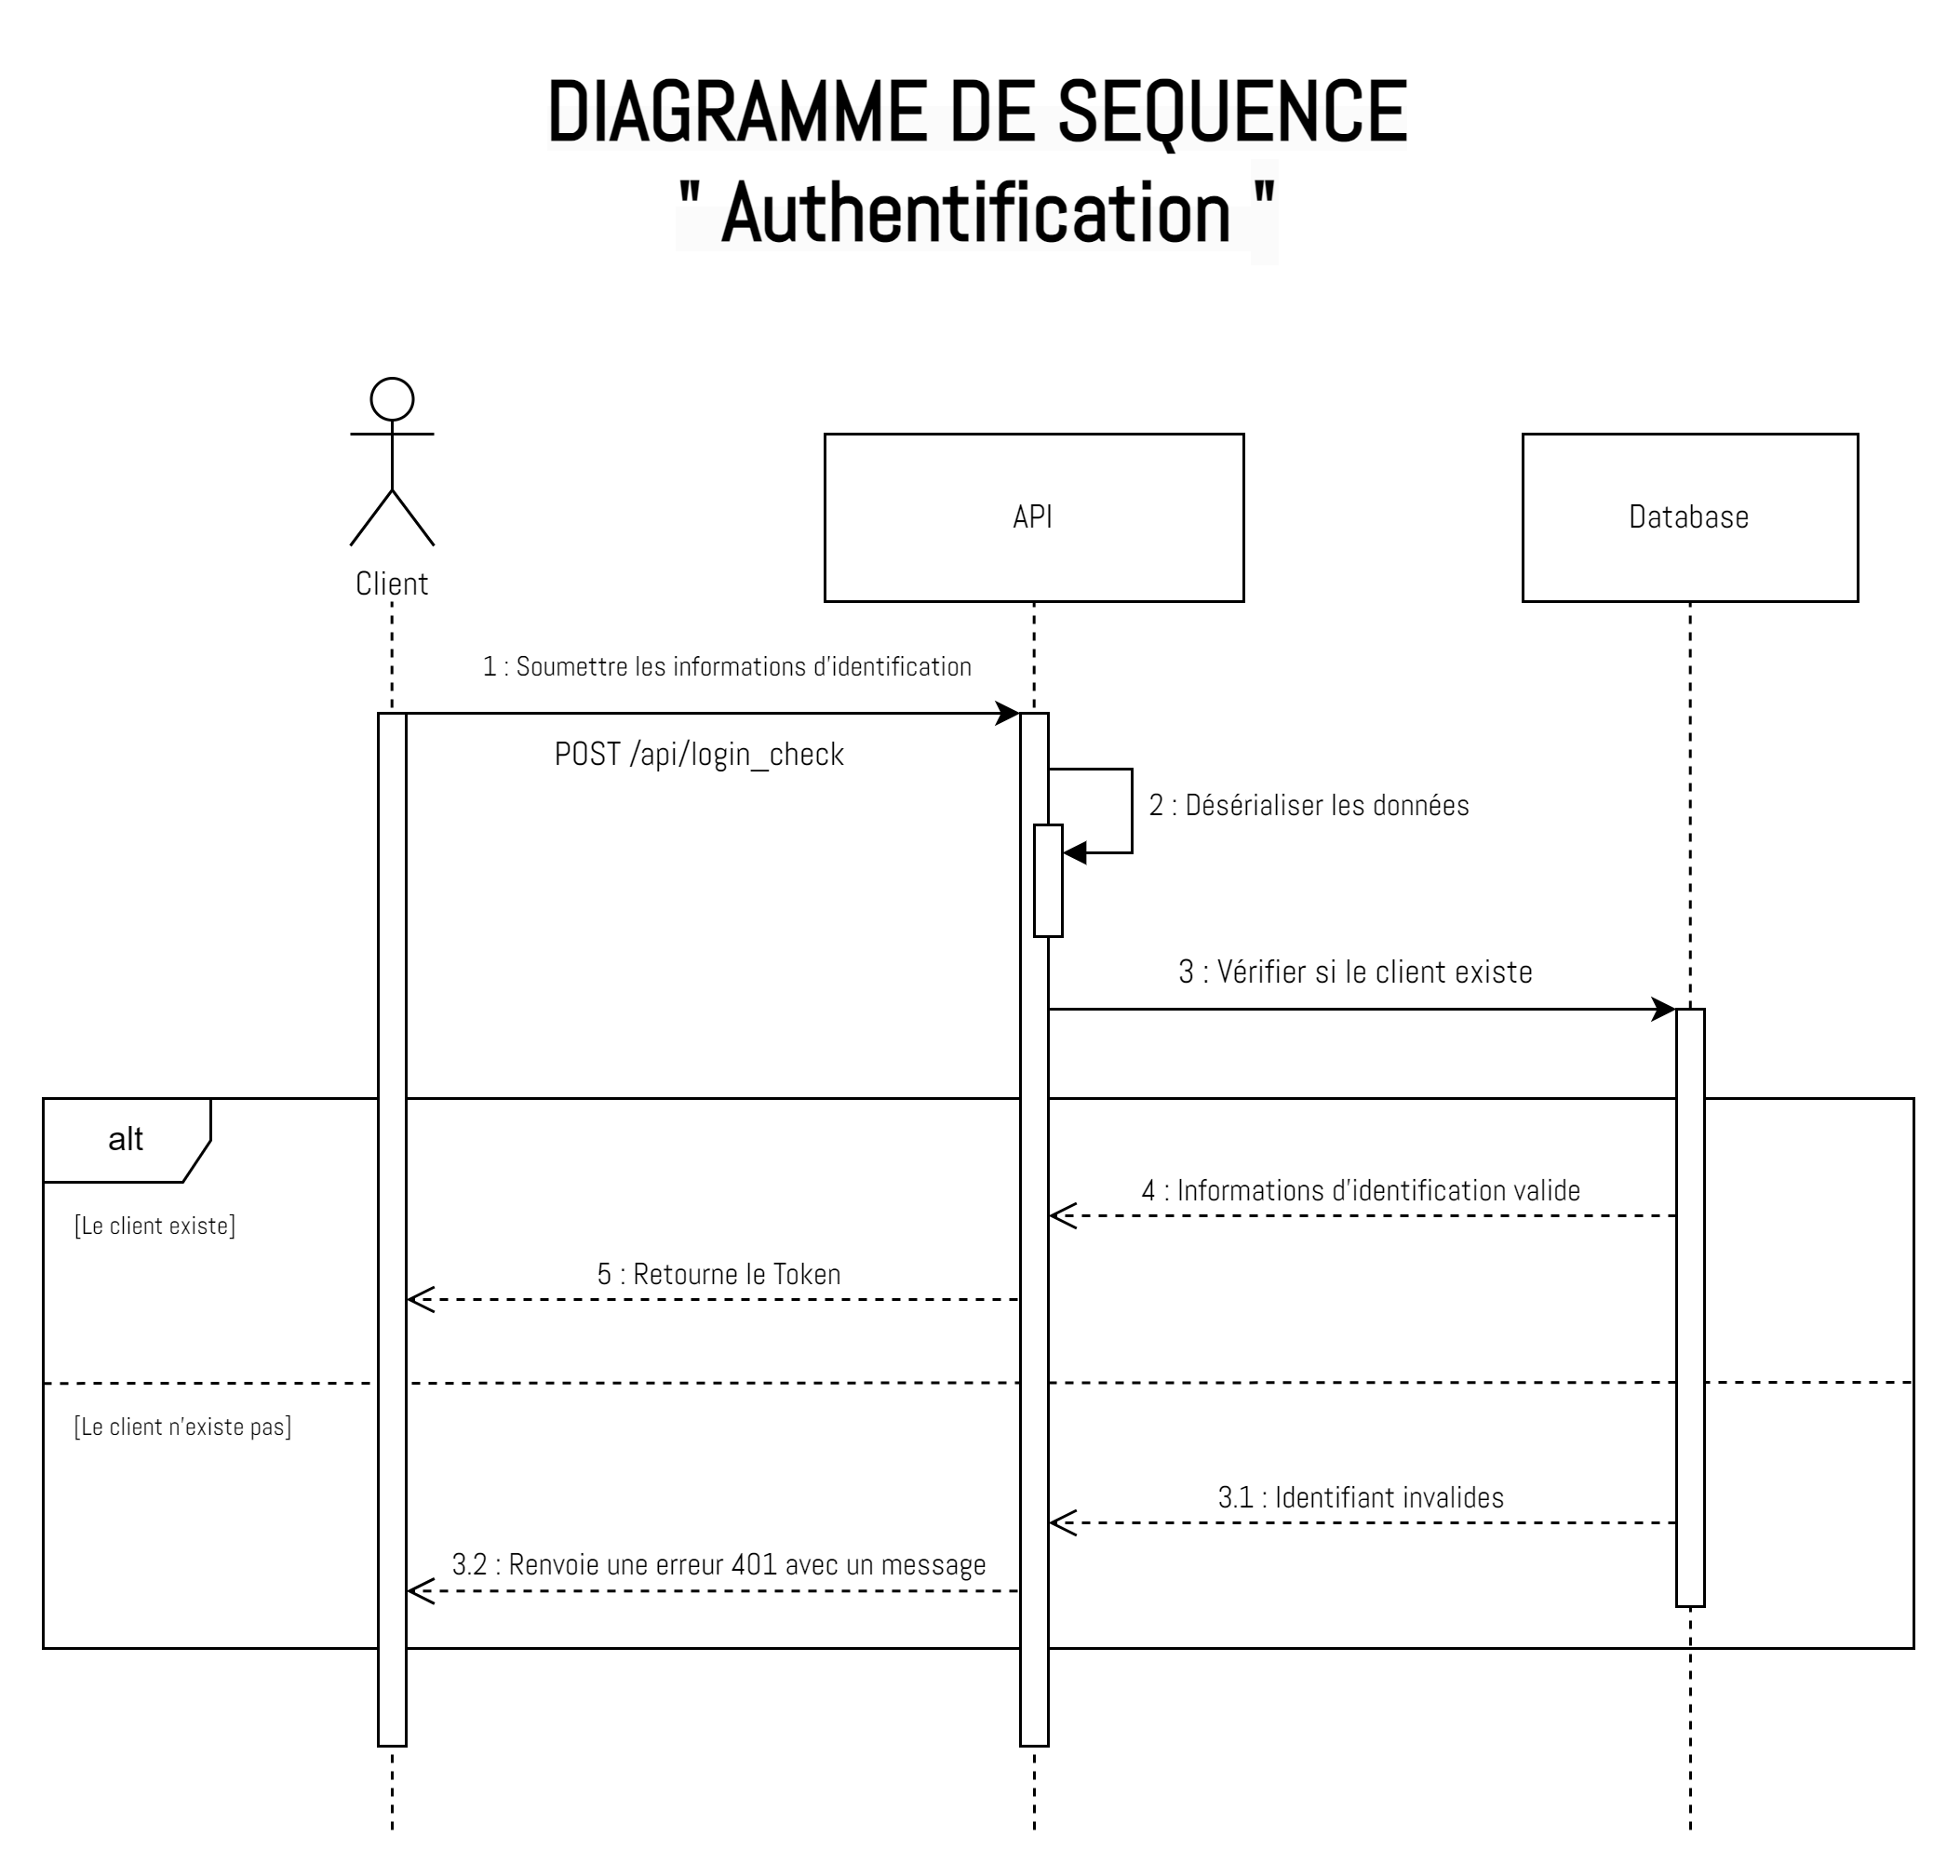 DIAGRAMME DE SEQUENCE
" Authentification "
Client
API
Database
1 : Soumettre les informations d'identification
POST /api/login_check
2 : Désérialiser les données
3 : Vérifier si le client existe
alt
4 : Informations d'identification valide
[Le client existe]
5 : Retourne le Token
[Le client n'existe pas]
3.1 : Identifiant invalides
3.2 : Renvoie une erreur 401 avec un message